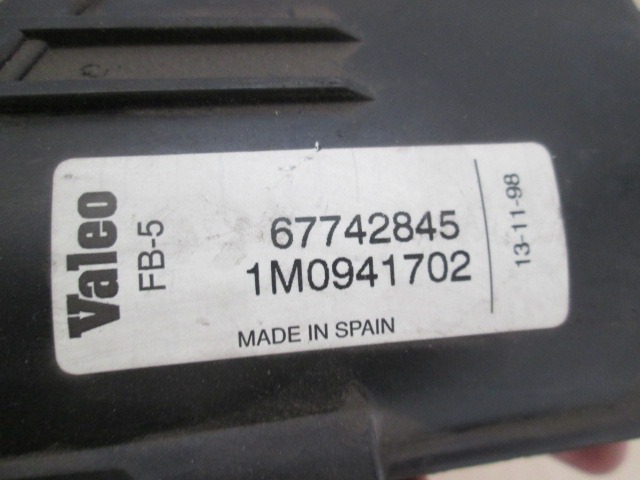 Valeo
FB-5
67742845
1M0941702
MADE IN SPAIN
13-11-98